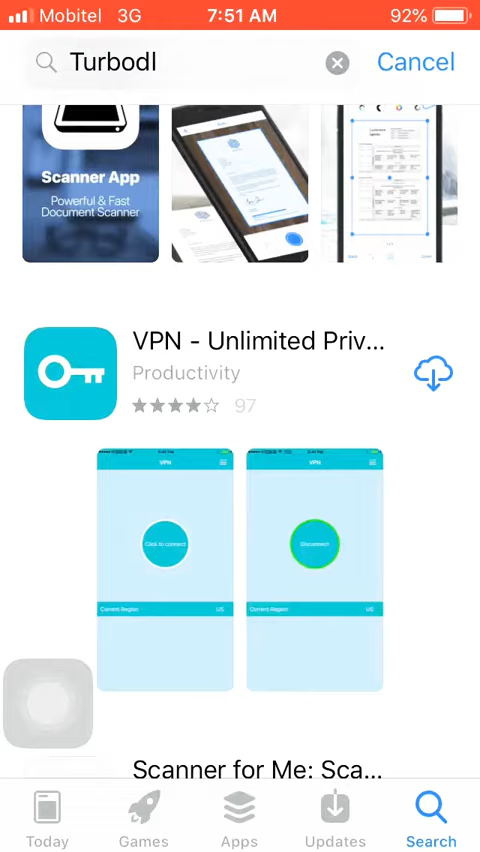 Mobitel 3G 7:51 AM 92%
Turbodl Cancel
Scanner App
Powerful & Fast
Document Scanner
VPN - Unlimited Priv...
Productivity
97
VPN VPN
Click to connect Disconnect
Current Region US Current Region US
Scanner for Me: Sca...
Today Games Apps Updates Search